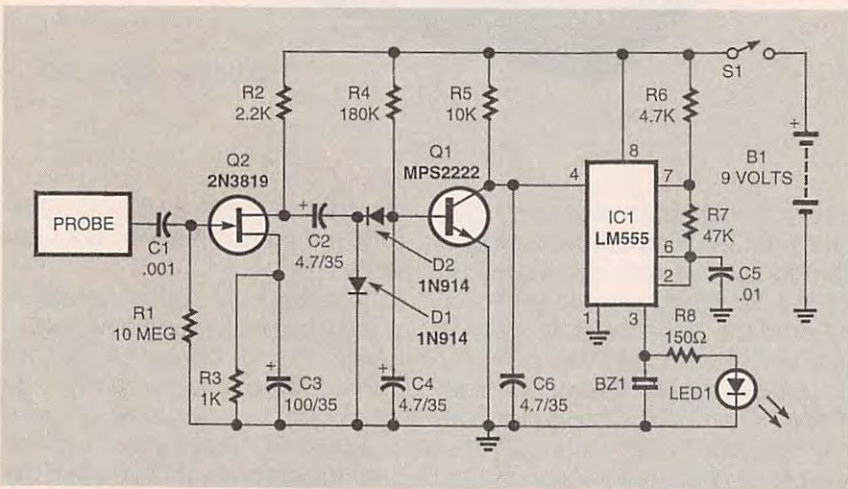 PROBE
C1
.001
R1
10 MEG
Q2
2N3819
R2
2.2K
R3
1K
+
C3
100/35
+
C2
4.7/35
D2
1N914
D1
1N914
R4
180K
+
C4
4.7/35
Q1
MPS2222
R5
10K
C6
4.7/35
4
8
7
6
2
1
3
IC1
LM555
R6
4.7K
R7
47K
C5
.01
R8
150Ω
BZ1
LED1
S1
+
B1
9 VOLTS